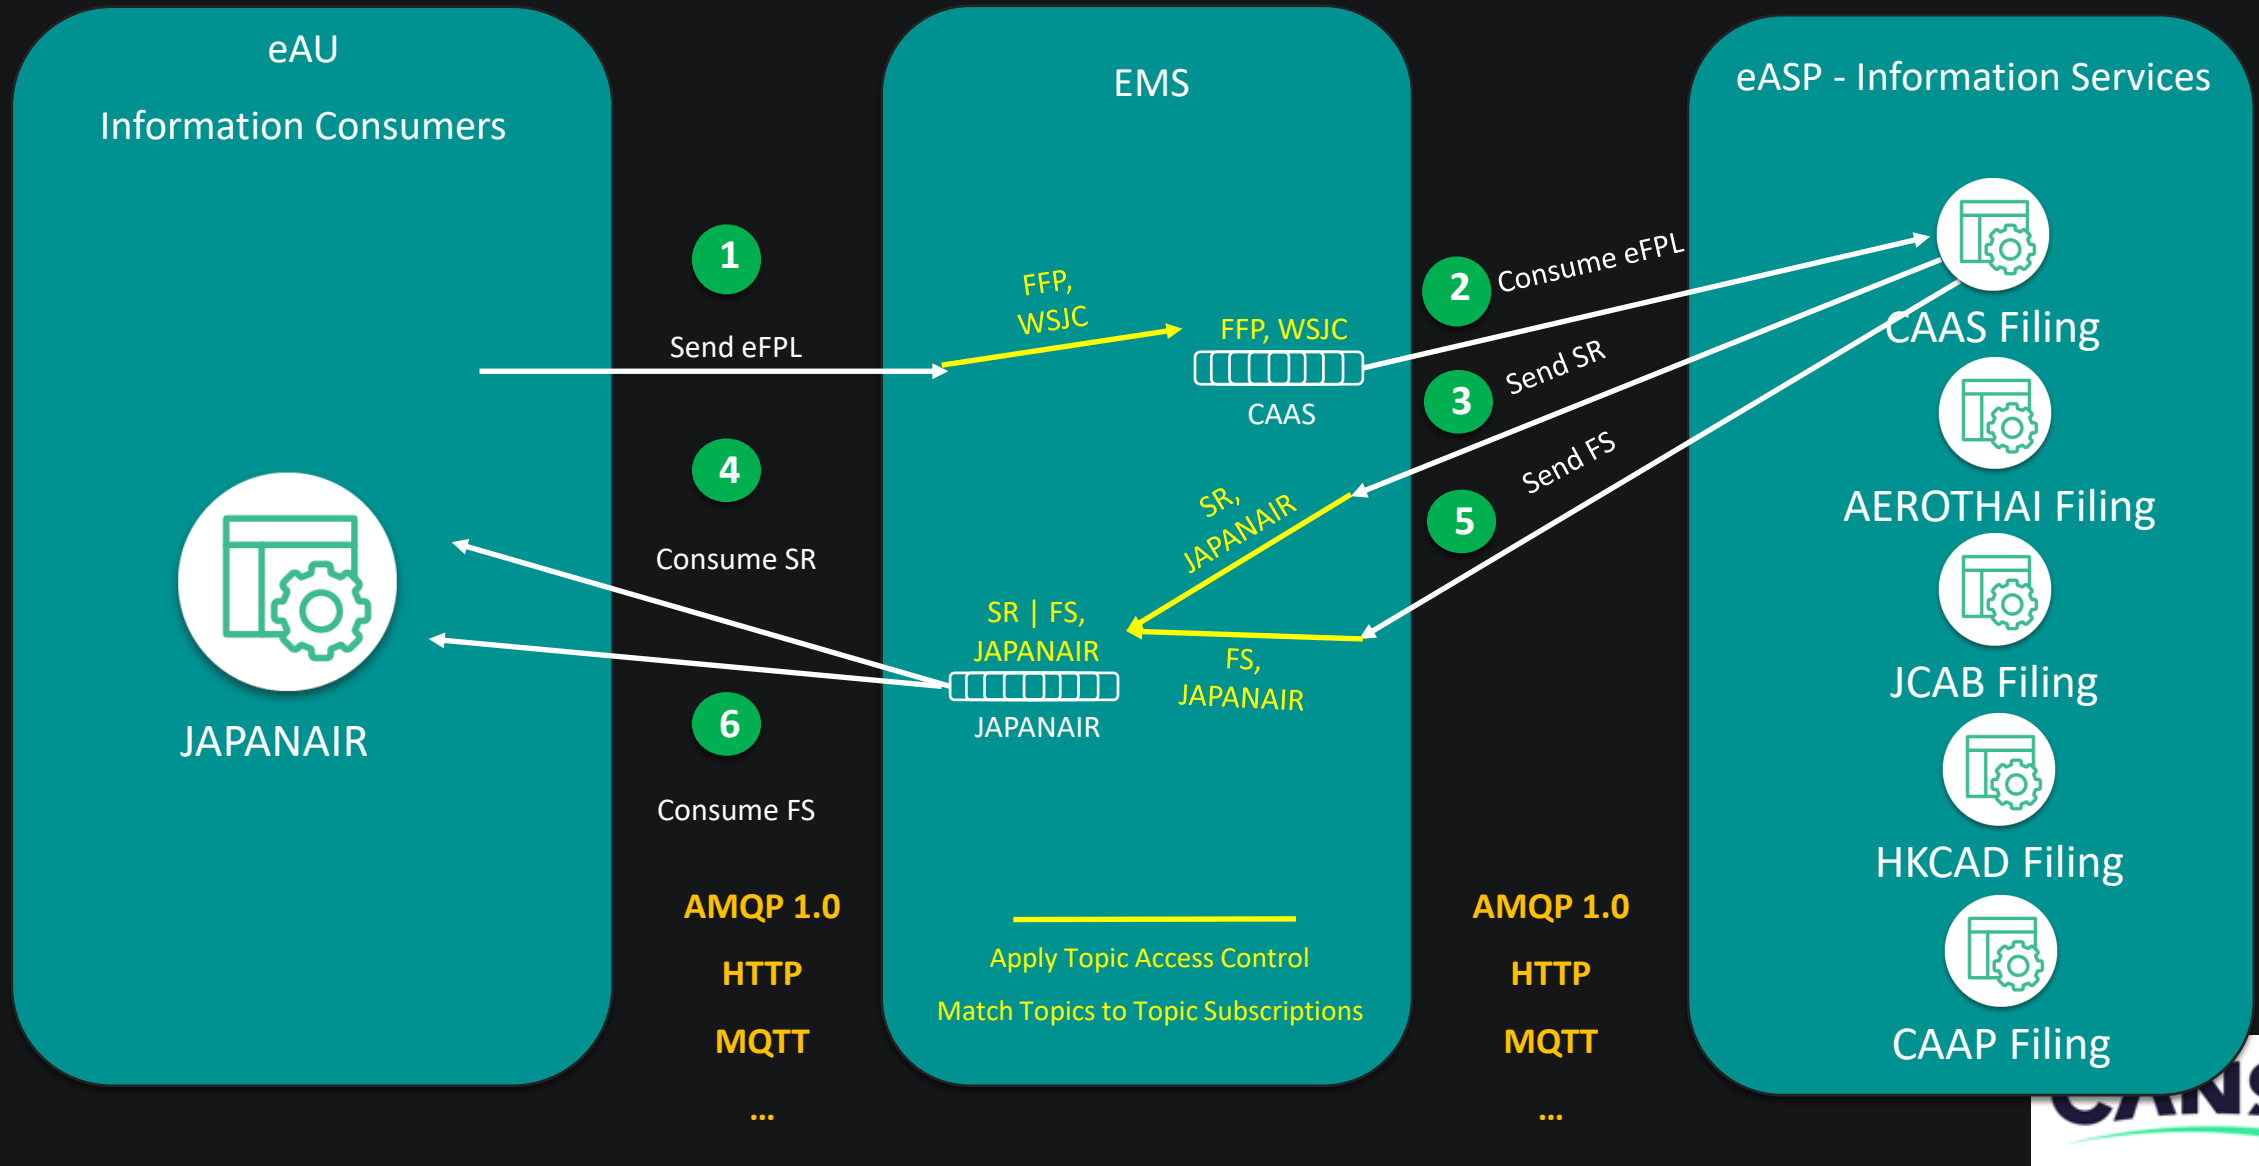 eAU
Information Consumers
EMS
eASP - Information Services
1
Send eFPL
FFP,
WSJC
FFP, WSJC
CAAS
2
Consume eFPL
3
Send SR
5
Send FS
4
Consume SR
SR,
JAPANAIR
SR | FS,
JAPANAIR
JAPANAIR
FS,
JAPANAIR
6
Consume FS
JAPANAIR
CAAS Filing
AEROTHAI Filing
JCAB Filing
HKCAD Filing
CAAP Filing
AMQP 1.0
HTTP
MQTT
...
Apply Topic Access Control
Match Topics to Topic Subscriptions
AMQP 1.0
HTTP
MQTT
...